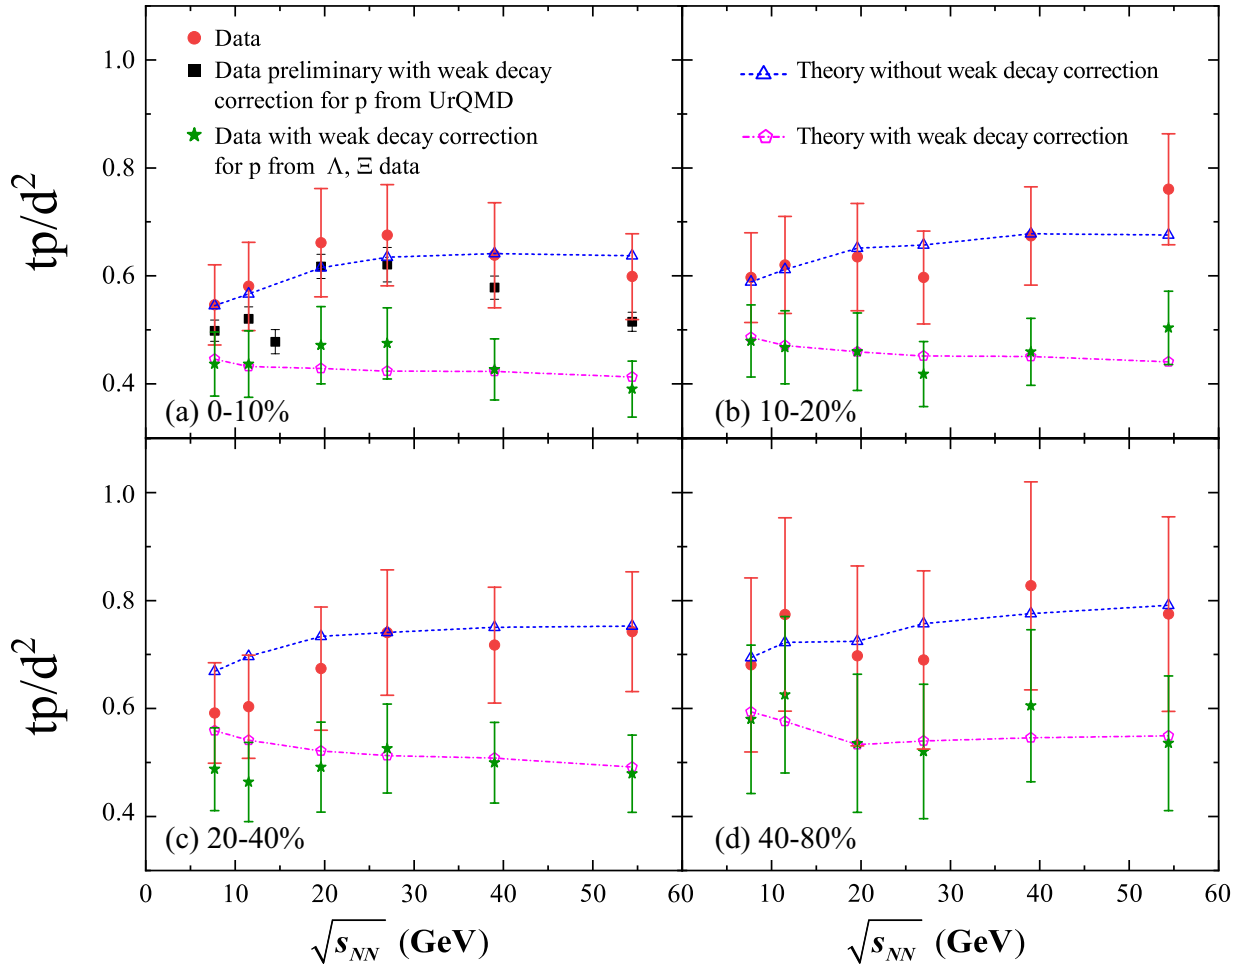 Data
Data preliminary with weak decay
correction for p from UrQMD
Data with weak decay correction
for p from Λ, Ξ data
Theory without weak decay correction
Theory with weak decay correction
1.0
0.8
0.6
0.4
tp/d²
(a) 0-10%
(b) 10-20%
1.0
0.8
0.6
0.4
tp/d²
(c) 20-40%
(d) 40-80%
0 10 20 30 40 50 60 10 20 30 40 50 60
√s_NN (GeV)
√s_NN (GeV)